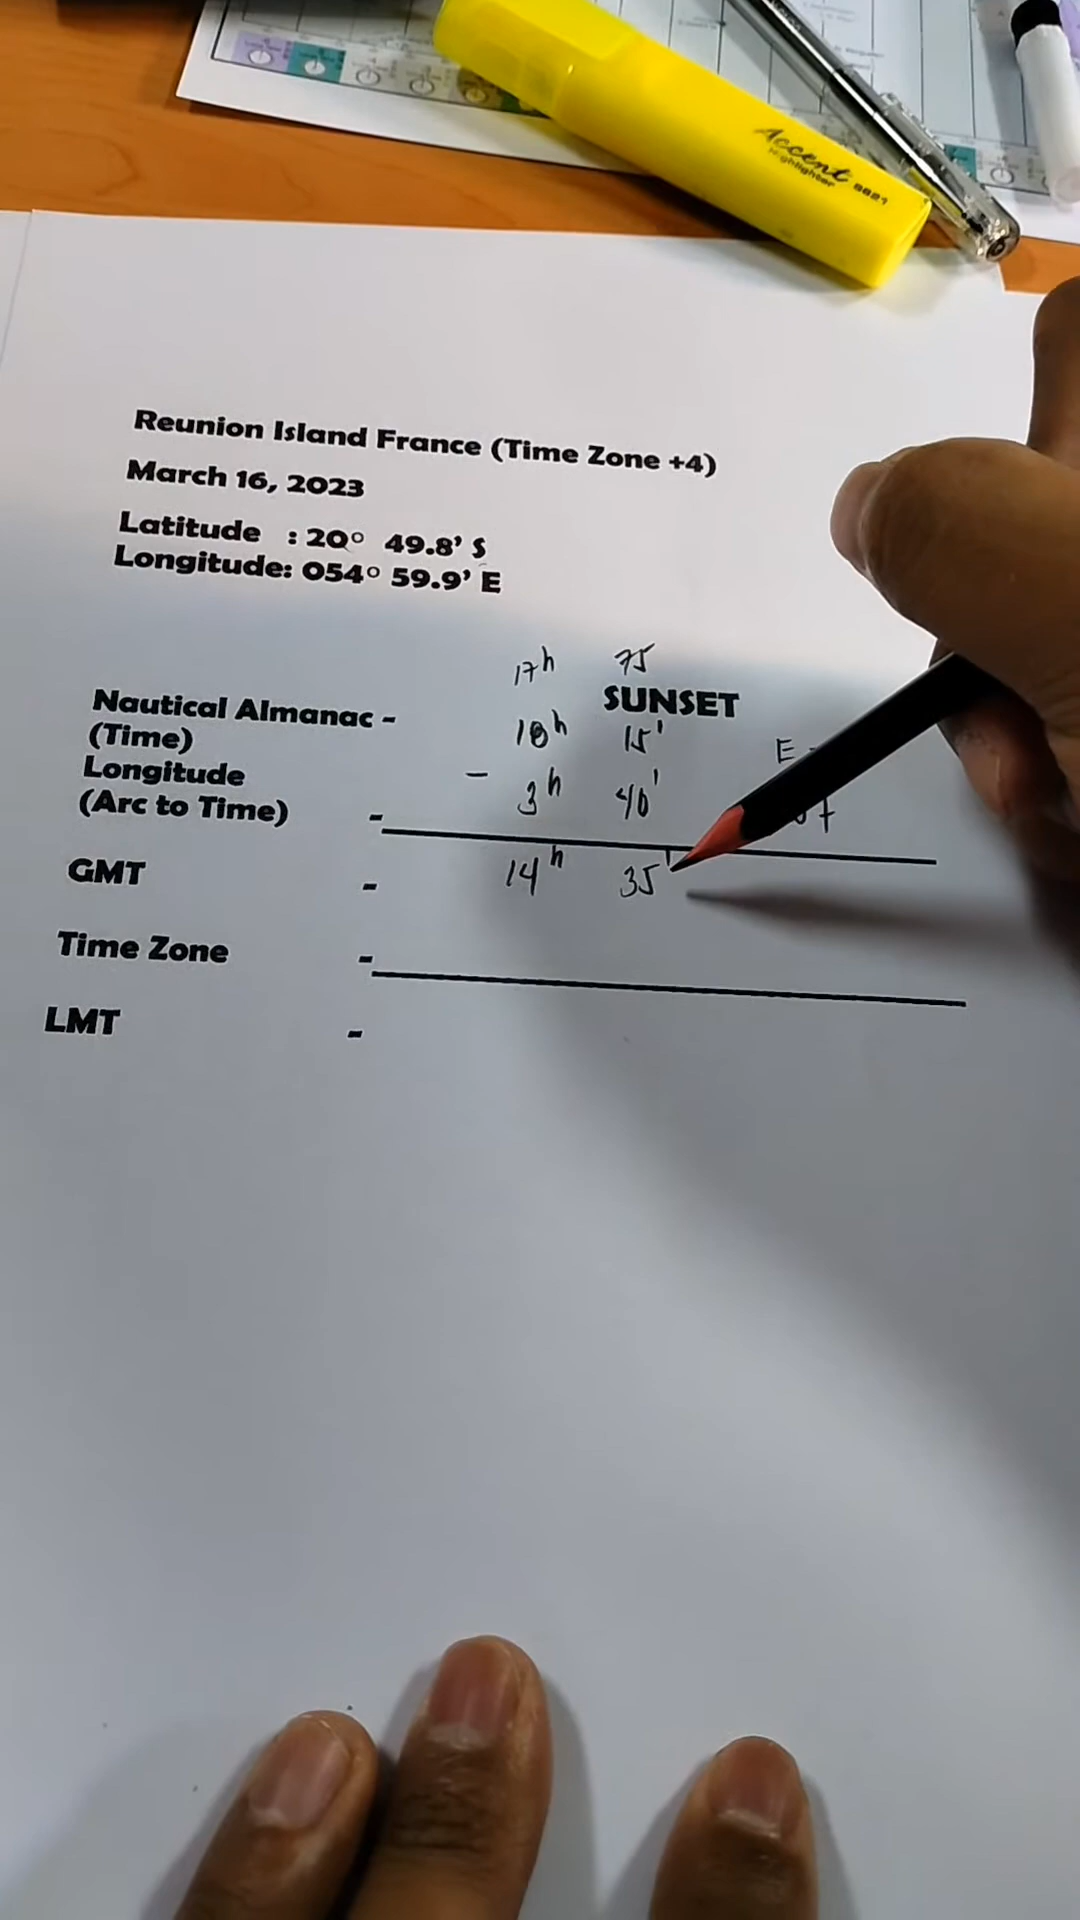 Accent
Highlighter 8821
Reunion Island France (Time Zone +4)
March 16, 2023
Latitude : 20° 49.8' S
Longitude: 054° 59.9' E
17h 75
SUNSET
Nautical Almanac - 18h 15'
(Time) E -
Longitude - 3h 40'
(Arc to Time) -
GMT - 14h 35'
Time Zone -
LMT -